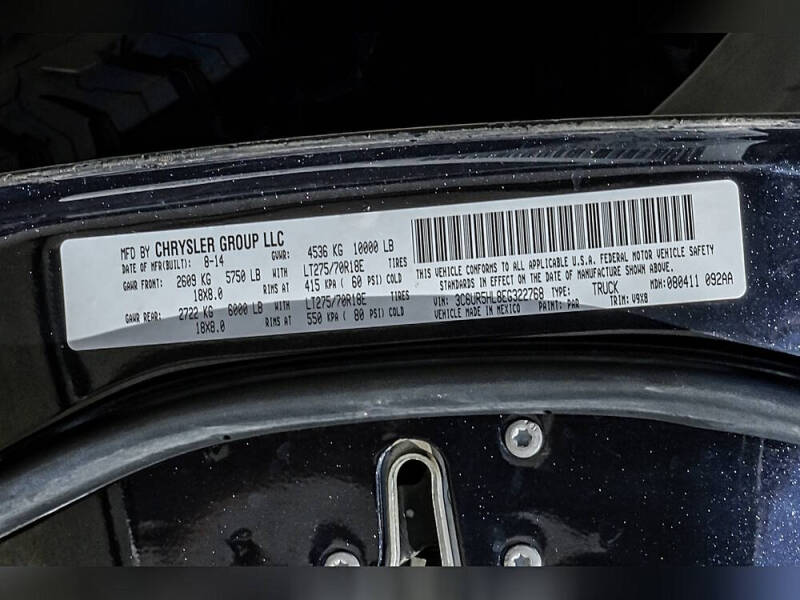 MFD BY CHRYSLER GROUP LLC
DATE OF MFR(BUILT): 8-14 GVWR: 4536 KG 10000 LB
GAWR FRONT: 2609 KG 5750 LB WITH LT275/70R18E TIRES
18X8.0 RIMS AT 415 KPA ( 60 PSI) COLD
GAWR REAR: 2722 KG 6000 LB WITH LT275/70R18E TIRES
18X8.0 RIMS AT 550 KPA ( 80 PSI) COLD
THIS VEHICLE CONFORMS TO ALL APPLICABLE U.S.A. FEDERAL MOTOR VEHICLE SAFETY
STANDARDS IN EFFECT ON THE DATE OF MANUFACTURE SHOWN ABOVE.
VIN: 3C6UR5HL8EG322768 TYPE: TRUCK MDH: 080411 092AA
VEHICLE MADE IN MEXICO PAINT: PAR TRIM: V9X8